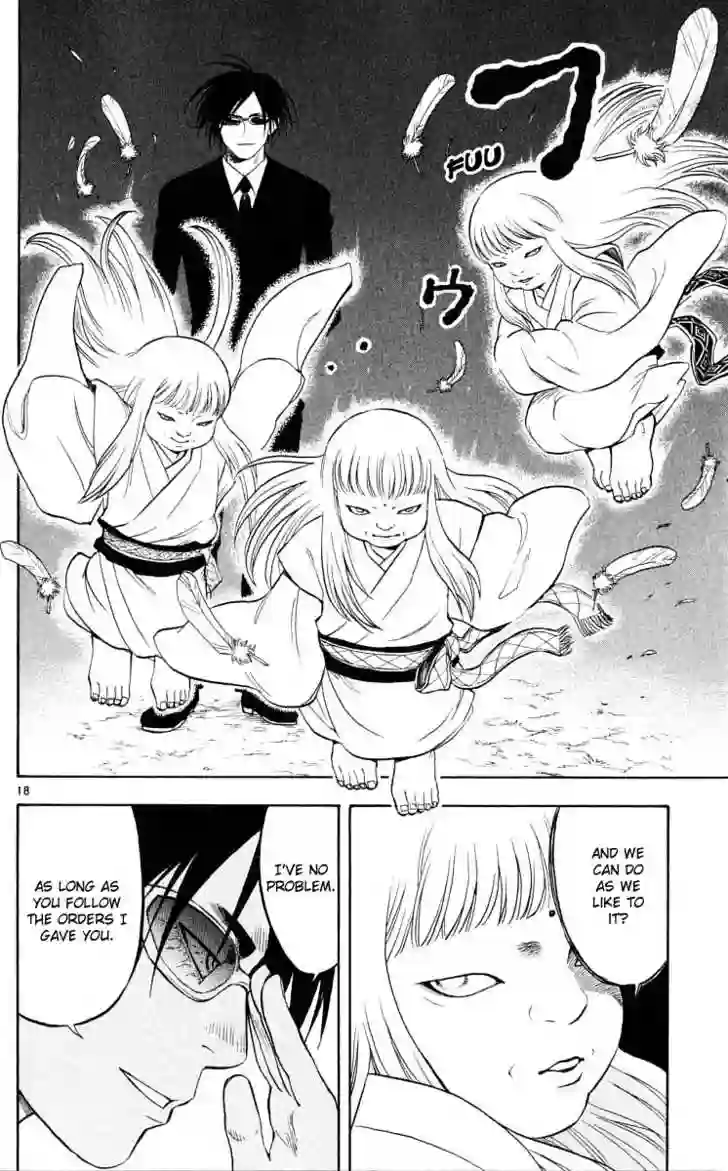 フウ...
FUU
18
AND WE
CAN DO
AS WE
LIKE TO
IT?
I'VE NO
PROBLEM.
AS LONG AS
YOU FOLLOW
THE ORDERS I
GAVE YOU.